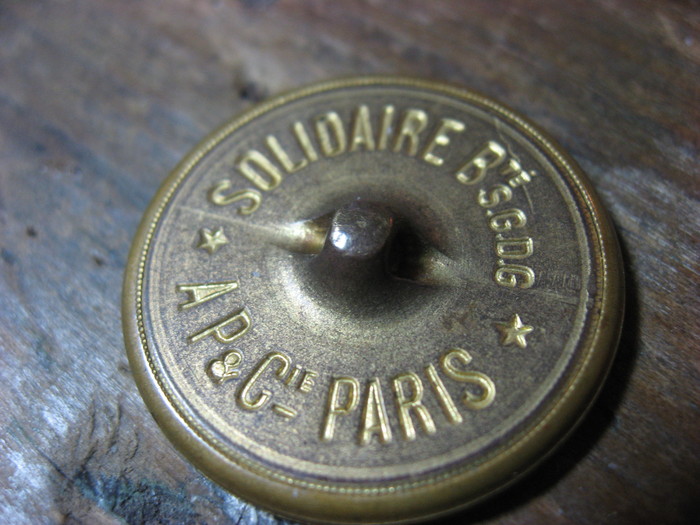 SOLIDAIRE Bté S.G.D.G
A P & CIE PARIS